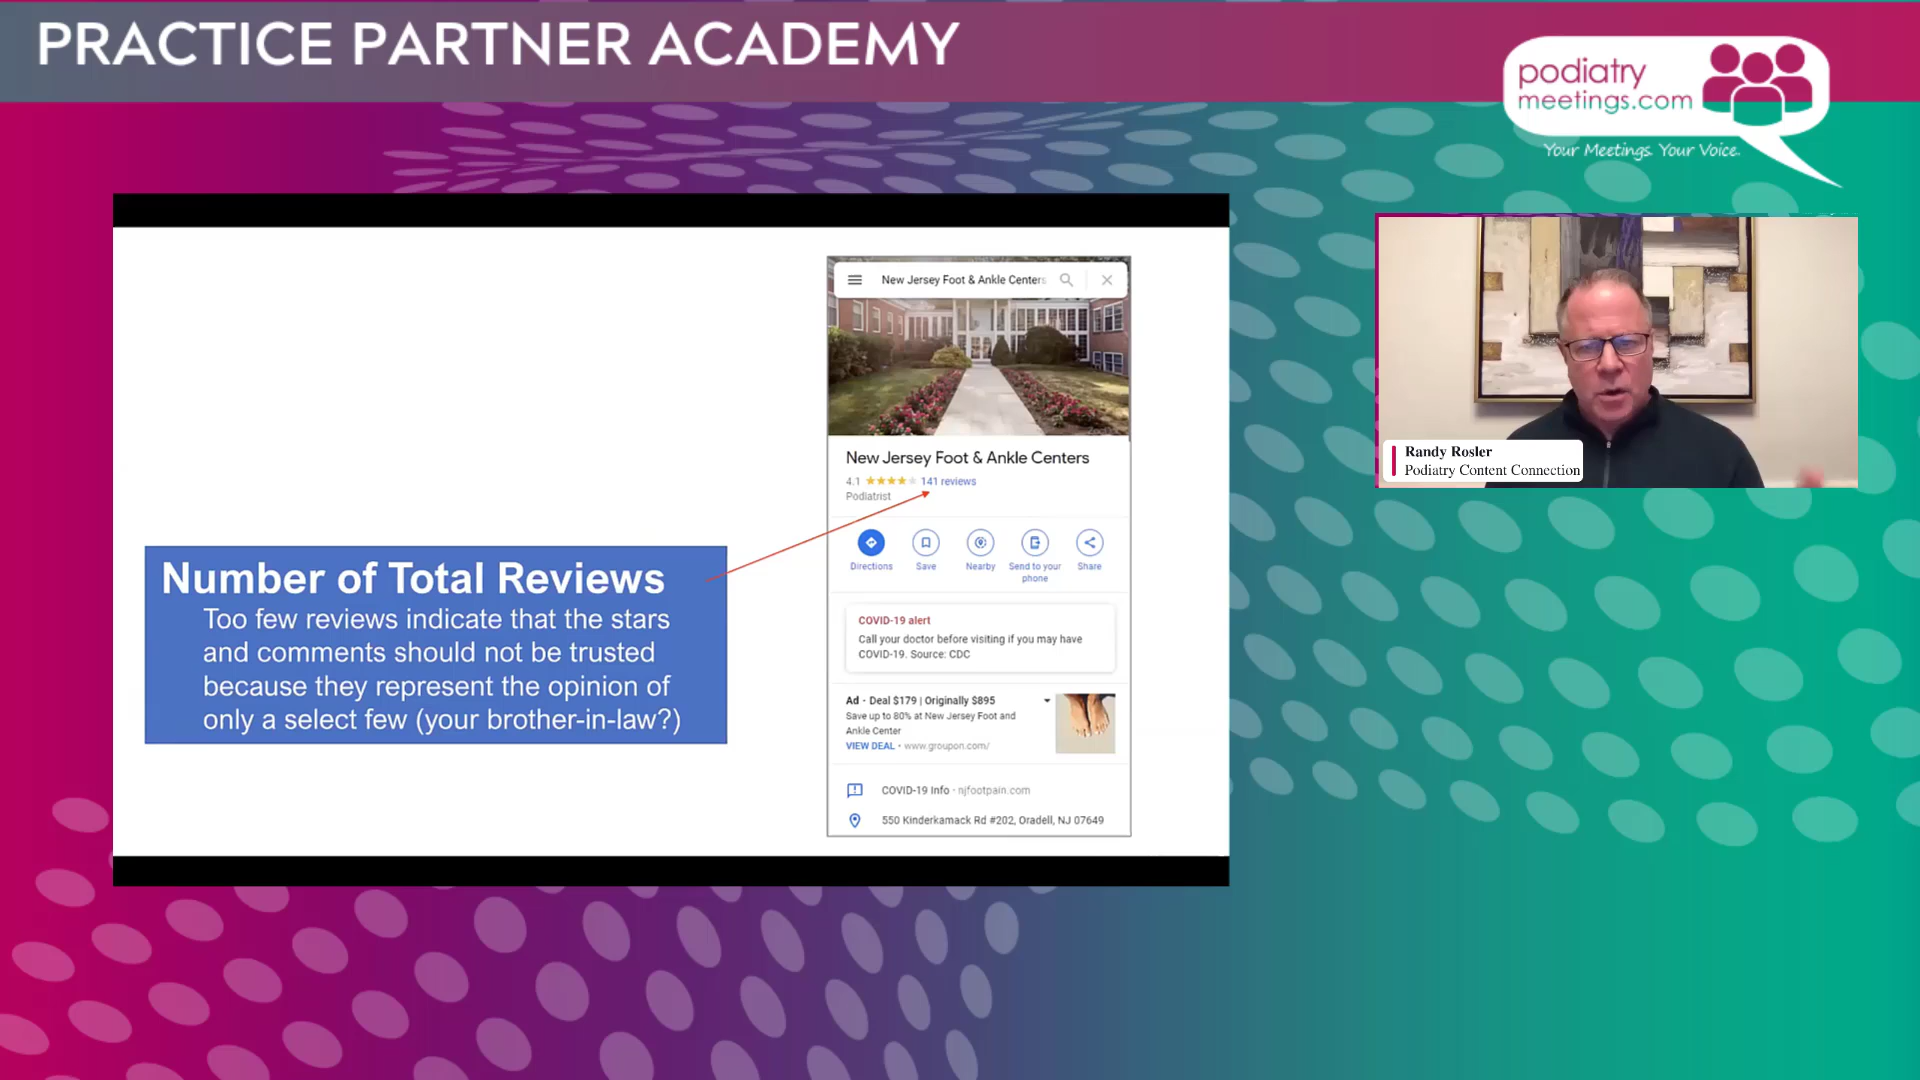 PRACTICE PARTNER ACADEMY
podiatry
meetings.com
Your Meetings. Your Voice.
New Jersey Foot & Ankle Centers
New Jersey Foot & Ankle Centers
4.1 141 reviews
Podiatrist
Directions
Save
Nearby
Send to your
phone
Share
COVID-19 alert
Call your doctor before visiting if you may have
COVID-19. Source: CDC
Ad · Deal $179 | Originally $895
Save up to 80% at New Jersey Foot and
Ankle Center
VIEW DEAL · www.groupon.com/
COVID-19 Info · njfootpain.com
550 Kinderkamack Rd #202, Oradell, NJ 07649
Number of Total Reviews
Too few reviews indicate that the stars
and comments should not be trusted
because they represent the opinion of
only a select few (your brother-in-law?)
Randy Rosler
Podiatry Content Connection